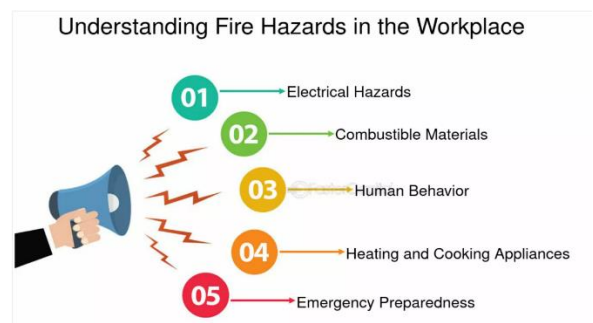 Understanding Fire Hazards in the Workplace
01 Electrical Hazards
02 Combustible Materials
03 Human Behavior
04 Heating and Cooking Appliances
05 Emergency Preparedness